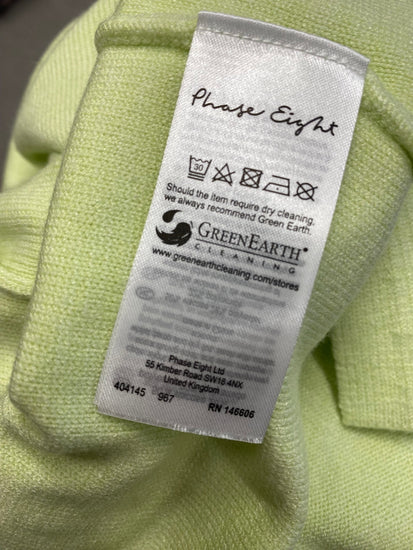 Phase Eight
30
Should the item require dry cleaning,
we always recommend Green Earth.
GREENEARTH®
CLEANING
www.greenearthcleaning.com/stores
Phase Eight Ltd
55 Kimber Road SW18 4NX
United Kingdom
404145 967 RN 146606